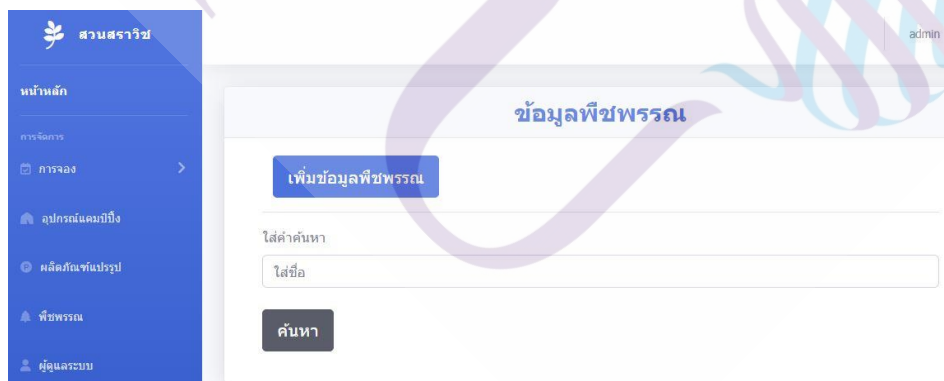 สวนสราวิช
admin
หน้าหลัก
ข้อมูลพืชพรรณ
การจัดการ
การจอง
เพิ่มข้อมูลพืชพรรณ
อุปกรณ์แคมป์ปิ้ง
ใส่คำค้นหา
ผลิตภัณฑ์แปรรูป
ใส่ชื่อ
พืชพรรณ
ค้นหา
ผู้ดูแลระบบ